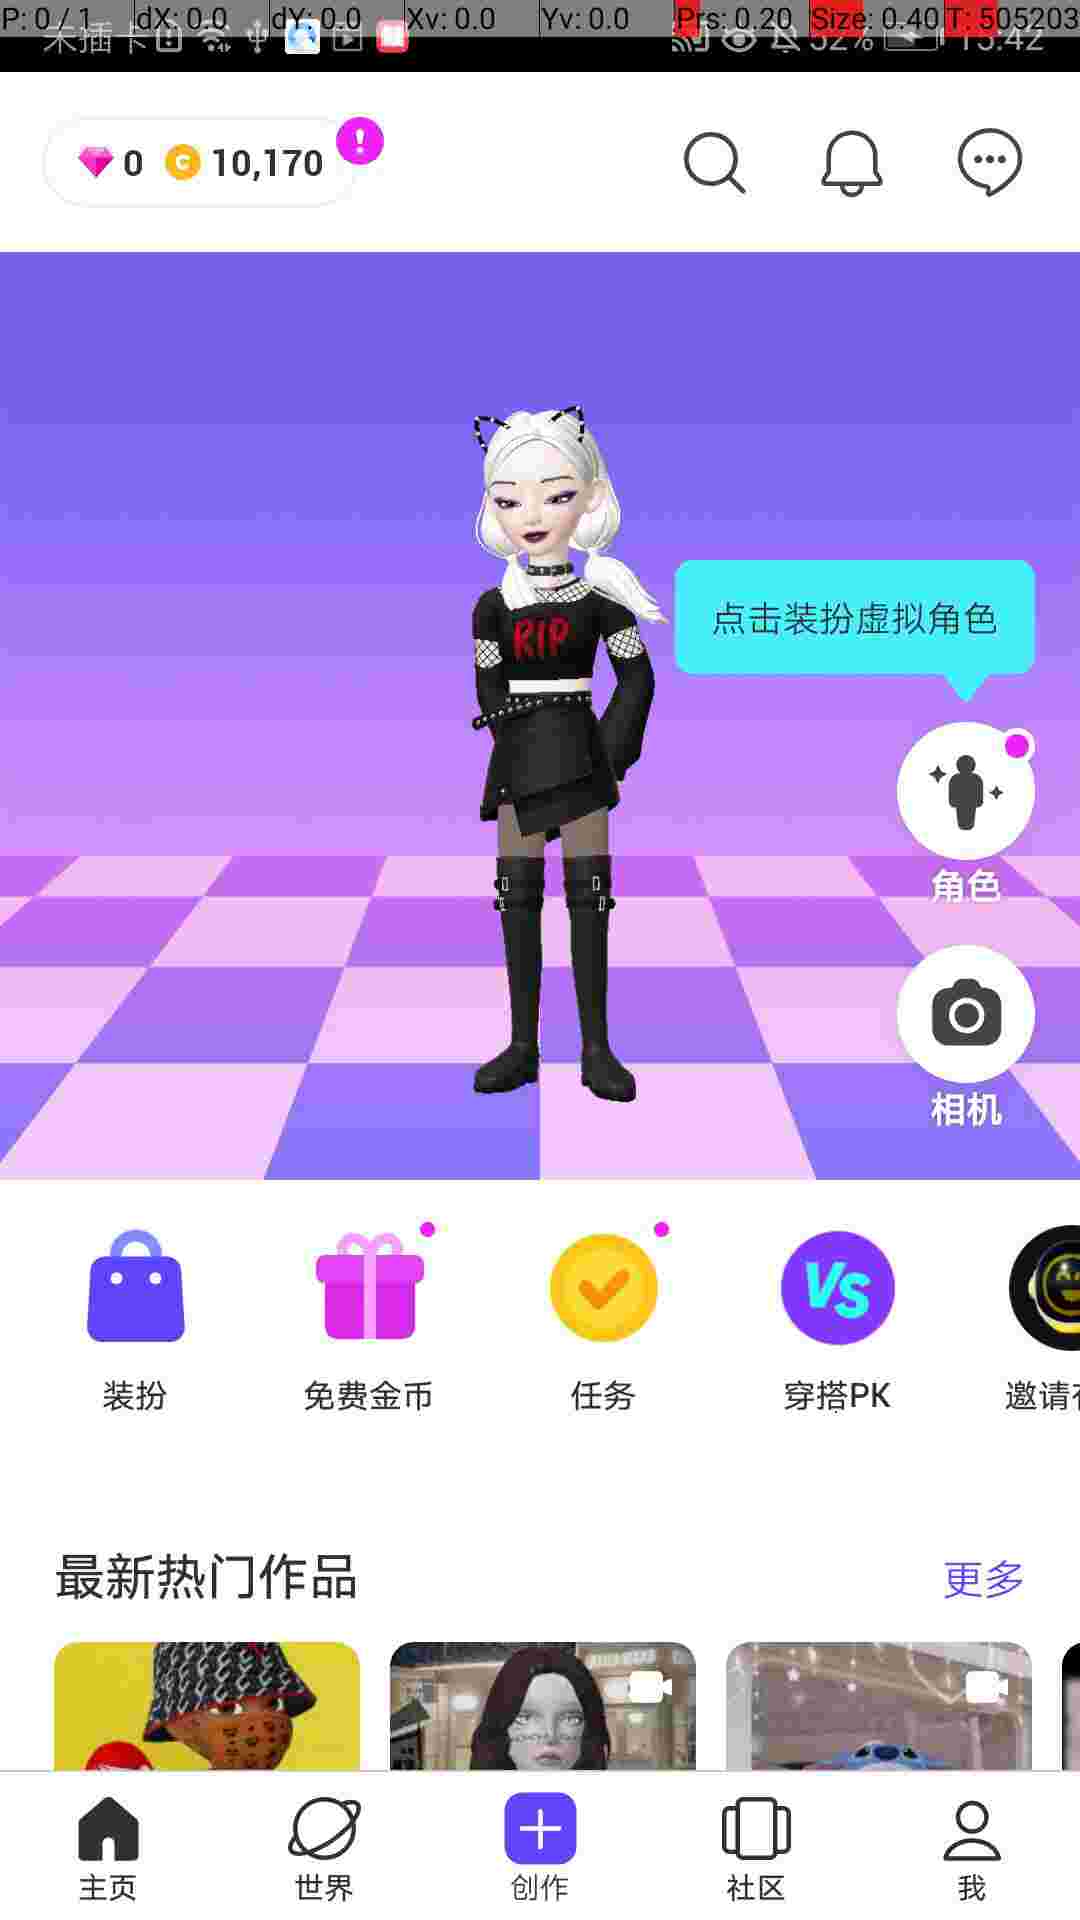 P: 0 / 1 dX: 0.0 dY: 0.0 Xv: 0.0 Yv: 0.0 Prs: 0.20 Size: 0.40 T: 505203
未插卡 52% 15:42
0 10,170
点击装扮虚拟角色
RIP
角色
相机
装扮 免费金币 任务 穿搭PK 邀请
VS
最新热门作品 更多
主页 世界 创作 社区 我